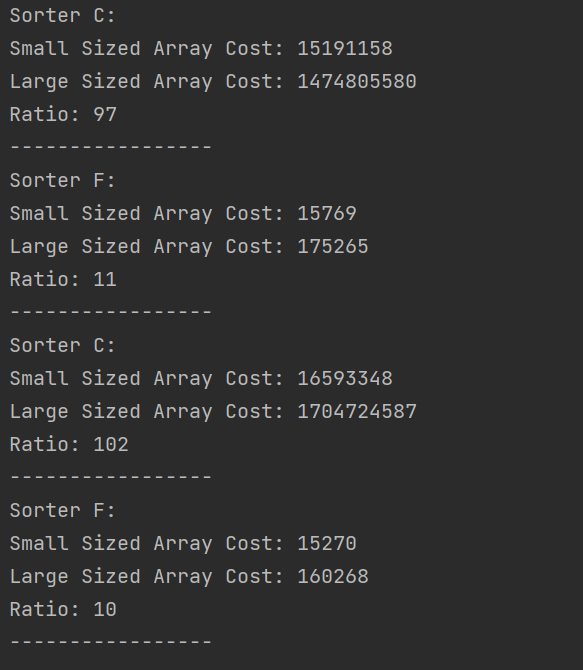 Sorter C:
Small Sized Array Cost: 15191158
Large Sized Array Cost: 1474805580
Ratio: 97
-----------------
Sorter F:
Small Sized Array Cost: 15769
Large Sized Array Cost: 175265
Ratio: 11
-----------------
Sorter C:
Small Sized Array Cost: 16593348
Large Sized Array Cost: 1704724587
Ratio: 102
-----------------
Sorter F:
Small Sized Array Cost: 15270
Large Sized Array Cost: 160268
Ratio: 10
-----------------